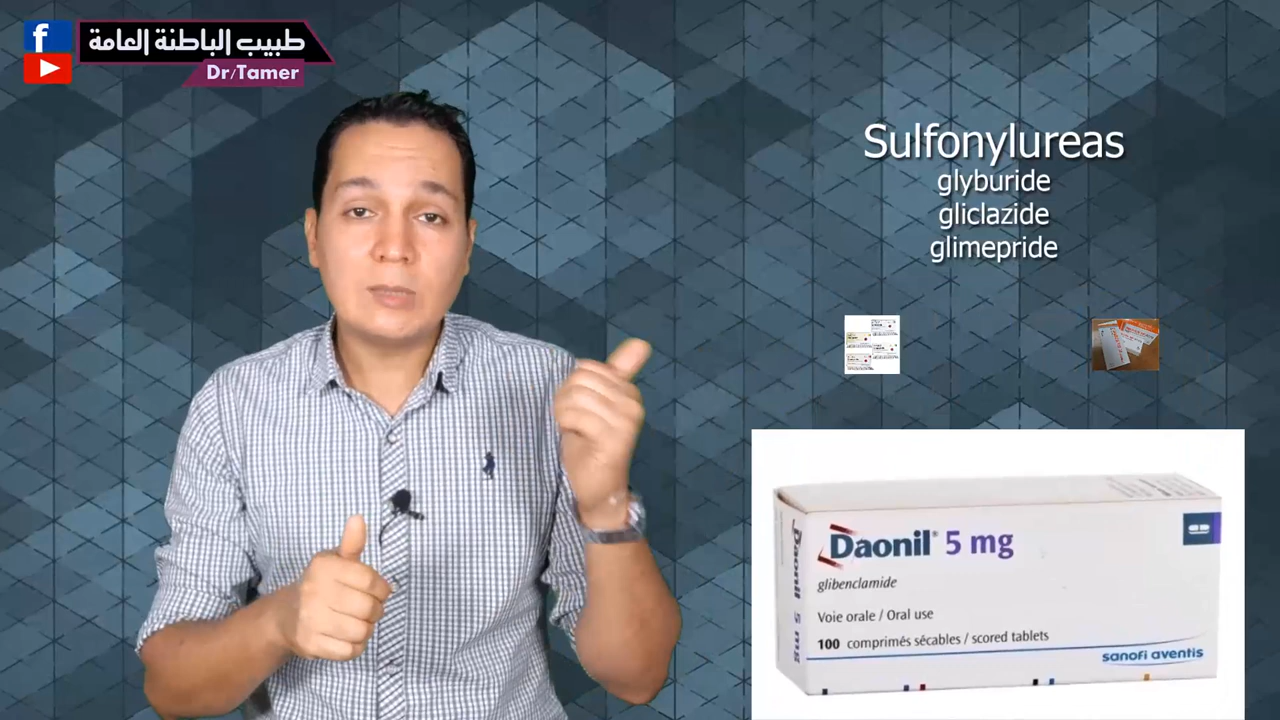 f
طبيب الباطنة العامة
Dr/Tamer
Sulfonylureas
glyburide
gliclazide
glimepride
Daonil® 5 mg
glibenclamide
Voie orale / Oral use
100 comprimés sécables / scored tablets
sanofi aventis
Daonil 5 mg